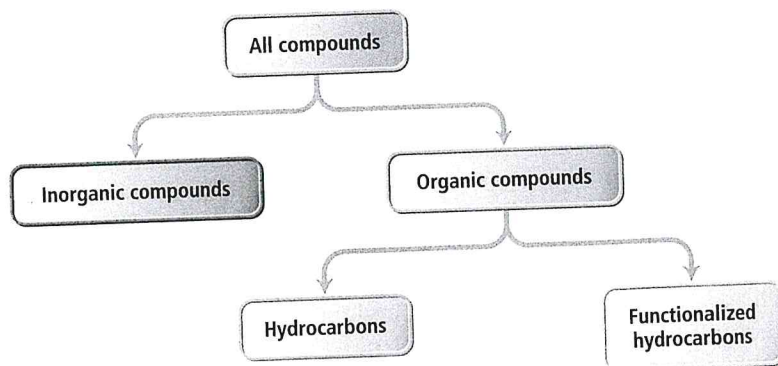 All compounds
Inorganic compounds
Organic compounds
Hydrocarbons
Functionalized
hydrocarbons